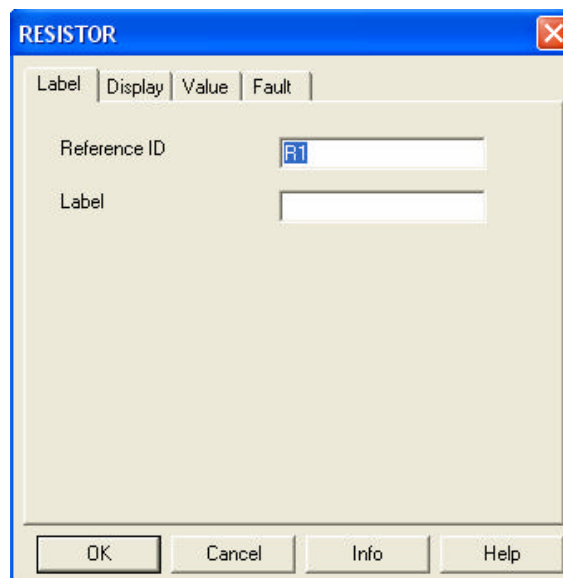 RESISTOR
Label Display Value Fault
Reference ID R1
Label
OK Cancel Info Help